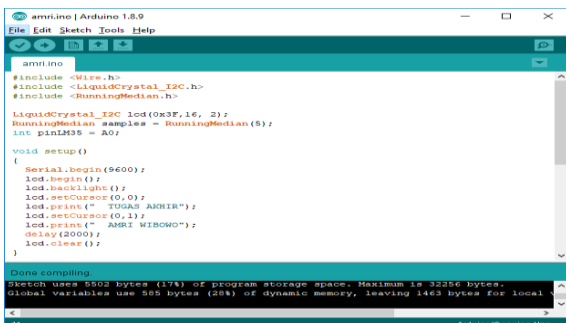 amri.ino | Arduino 1.8.9
File Edit Sketch Tools Help
amri.ino
#include <Wire.h>
#include <LiquidCrystal_I2C.h>
#include <RunningMedian.h>
LiquidCrystal_I2C lcd(0x3F,16, 2);
RunningMedian samples = RunningMedian(5);
int pinLM35 = A0;
void setup()
{
Serial.begin(9600);
lcd.begin();
lcd.backlight();
lcd.setCursor(0,0);
lcd.print("  TUGAS AKHIR");
lcd.setCursor(0,1);
lcd.print("  AMRI WIBOWO");
delay(2000);
lcd.clear();
}
Done compiling.
Sketch uses 5502 bytes (17%) of program storage space. Maximum is 32256 bytes.
Global variables use 585 bytes (28%) of dynamic memory, leaving 1463 bytes for local